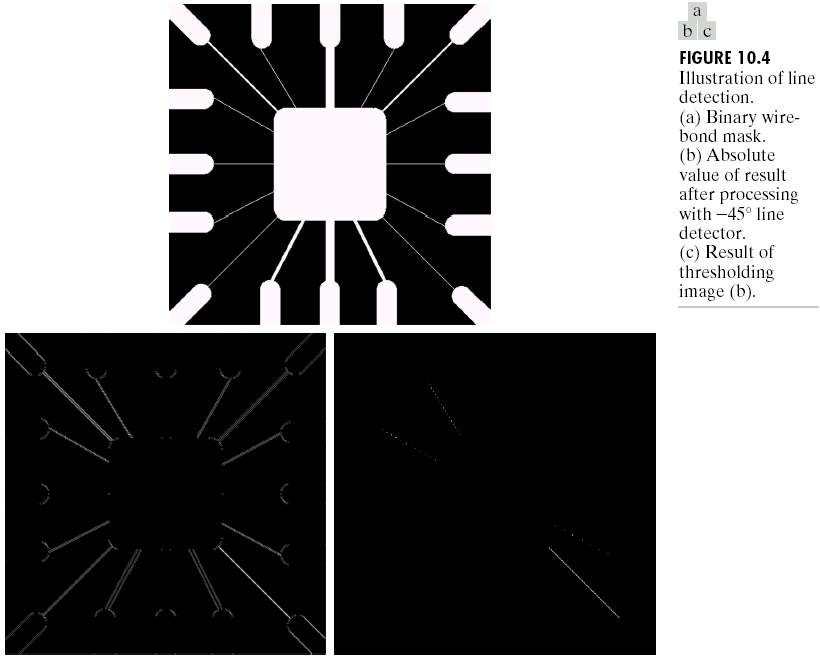 a
b c
FIGURE 10.4
Illustration of line
detection.
(a) Binary wire-
bond mask.
(b) Absolute
value of result
after processing
with −45° line
detector.
(c) Result of
thresholding
image (b).